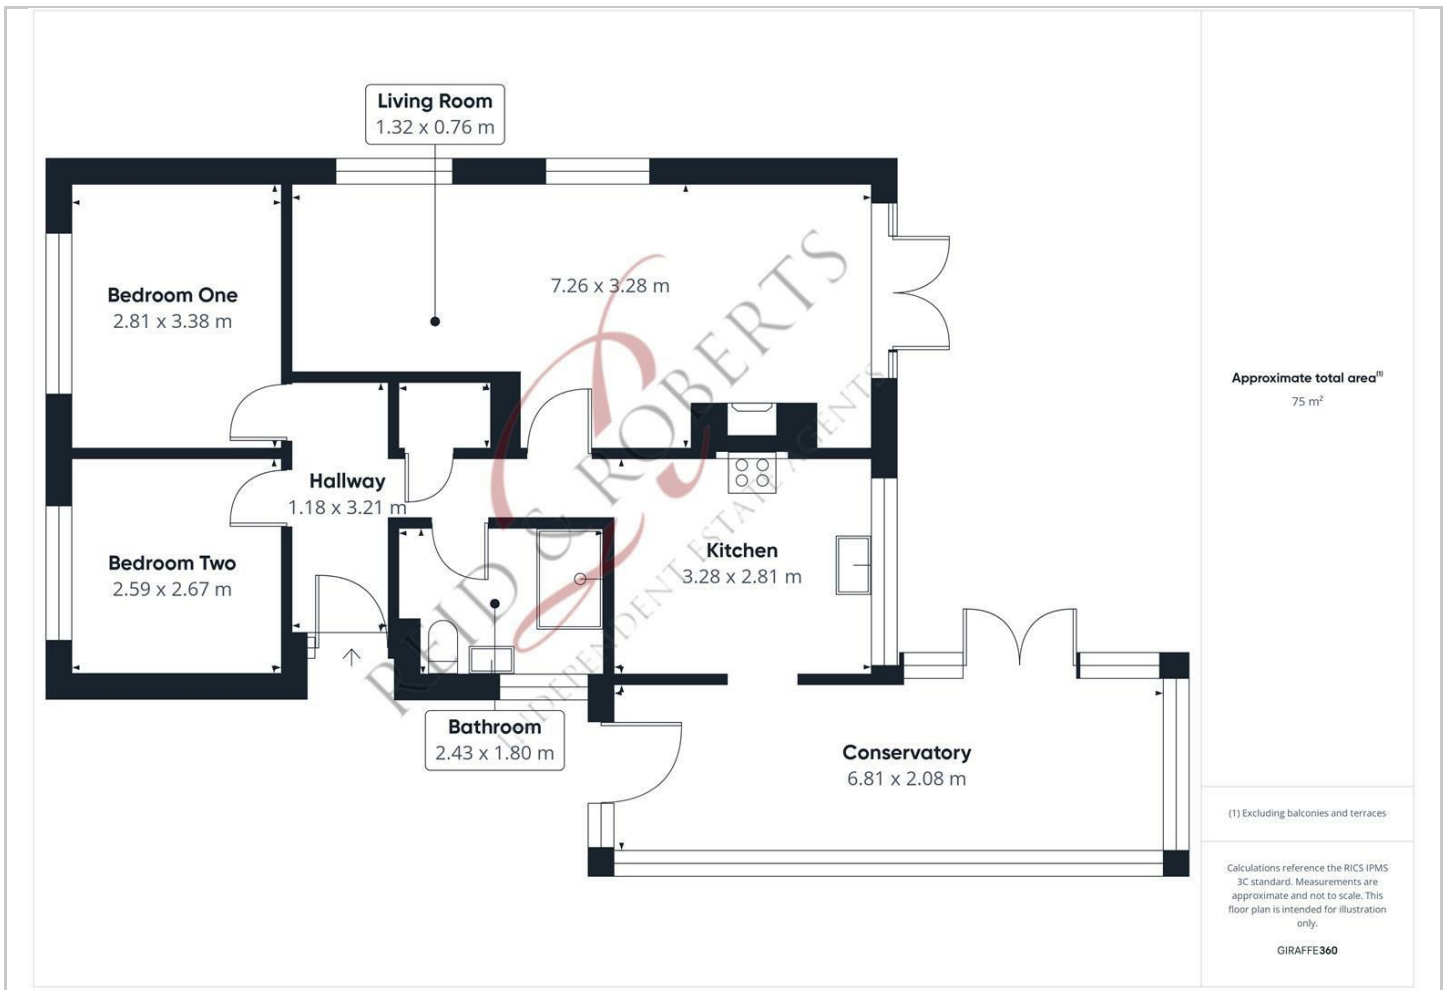 Living Room
1.32 x 0.76 m
7.26 x 3.28 m
Bedroom One
2.81 x 3.38 m
Hallway
1.18 x 3.21 m
Bedroom Two
2.59 x 2.67 m
Kitchen
3.28 x 2.81 m
Bathroom
2.43 x 1.80 m
Conservatory
6.81 x 2.08 m
REID & ROBERTS
INDEPENDENT ESTATE AGENTS
Approximate total area(1)
75 m²
(1) Excluding balconies and terraces
Calculations reference the RICS IPMS
3C standard. Measurements are
approximate and not to scale. This
floor plan is intended for illustration
only.
GIRAFFE360